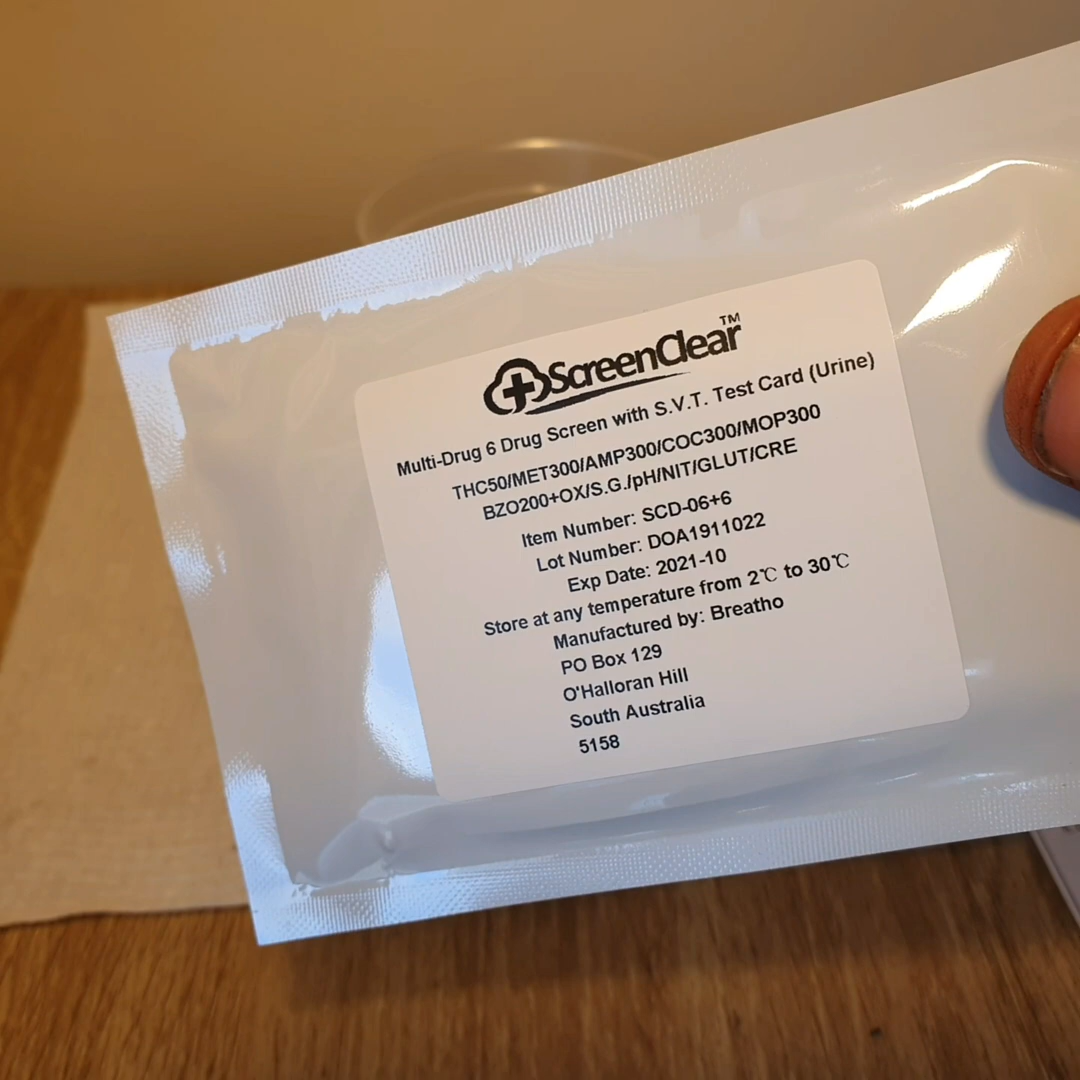 ScreenClear™
Multi-Drug 6 Drug Screen with S.V.T. Test Card (Urine)
THC50/MET300/AMP300/COC300/MOP300
BZO200+OX/S.G./pH/NIT/GLUT/CRE
Item Number: SCD-06+6
Lot Number: DOA1911022
Exp Date: 2021-10
Store at any temperature from 2℃ to 30℃
Manufactured by: Breatho
PO Box 129
O'Halloran Hill
South Australia
5158